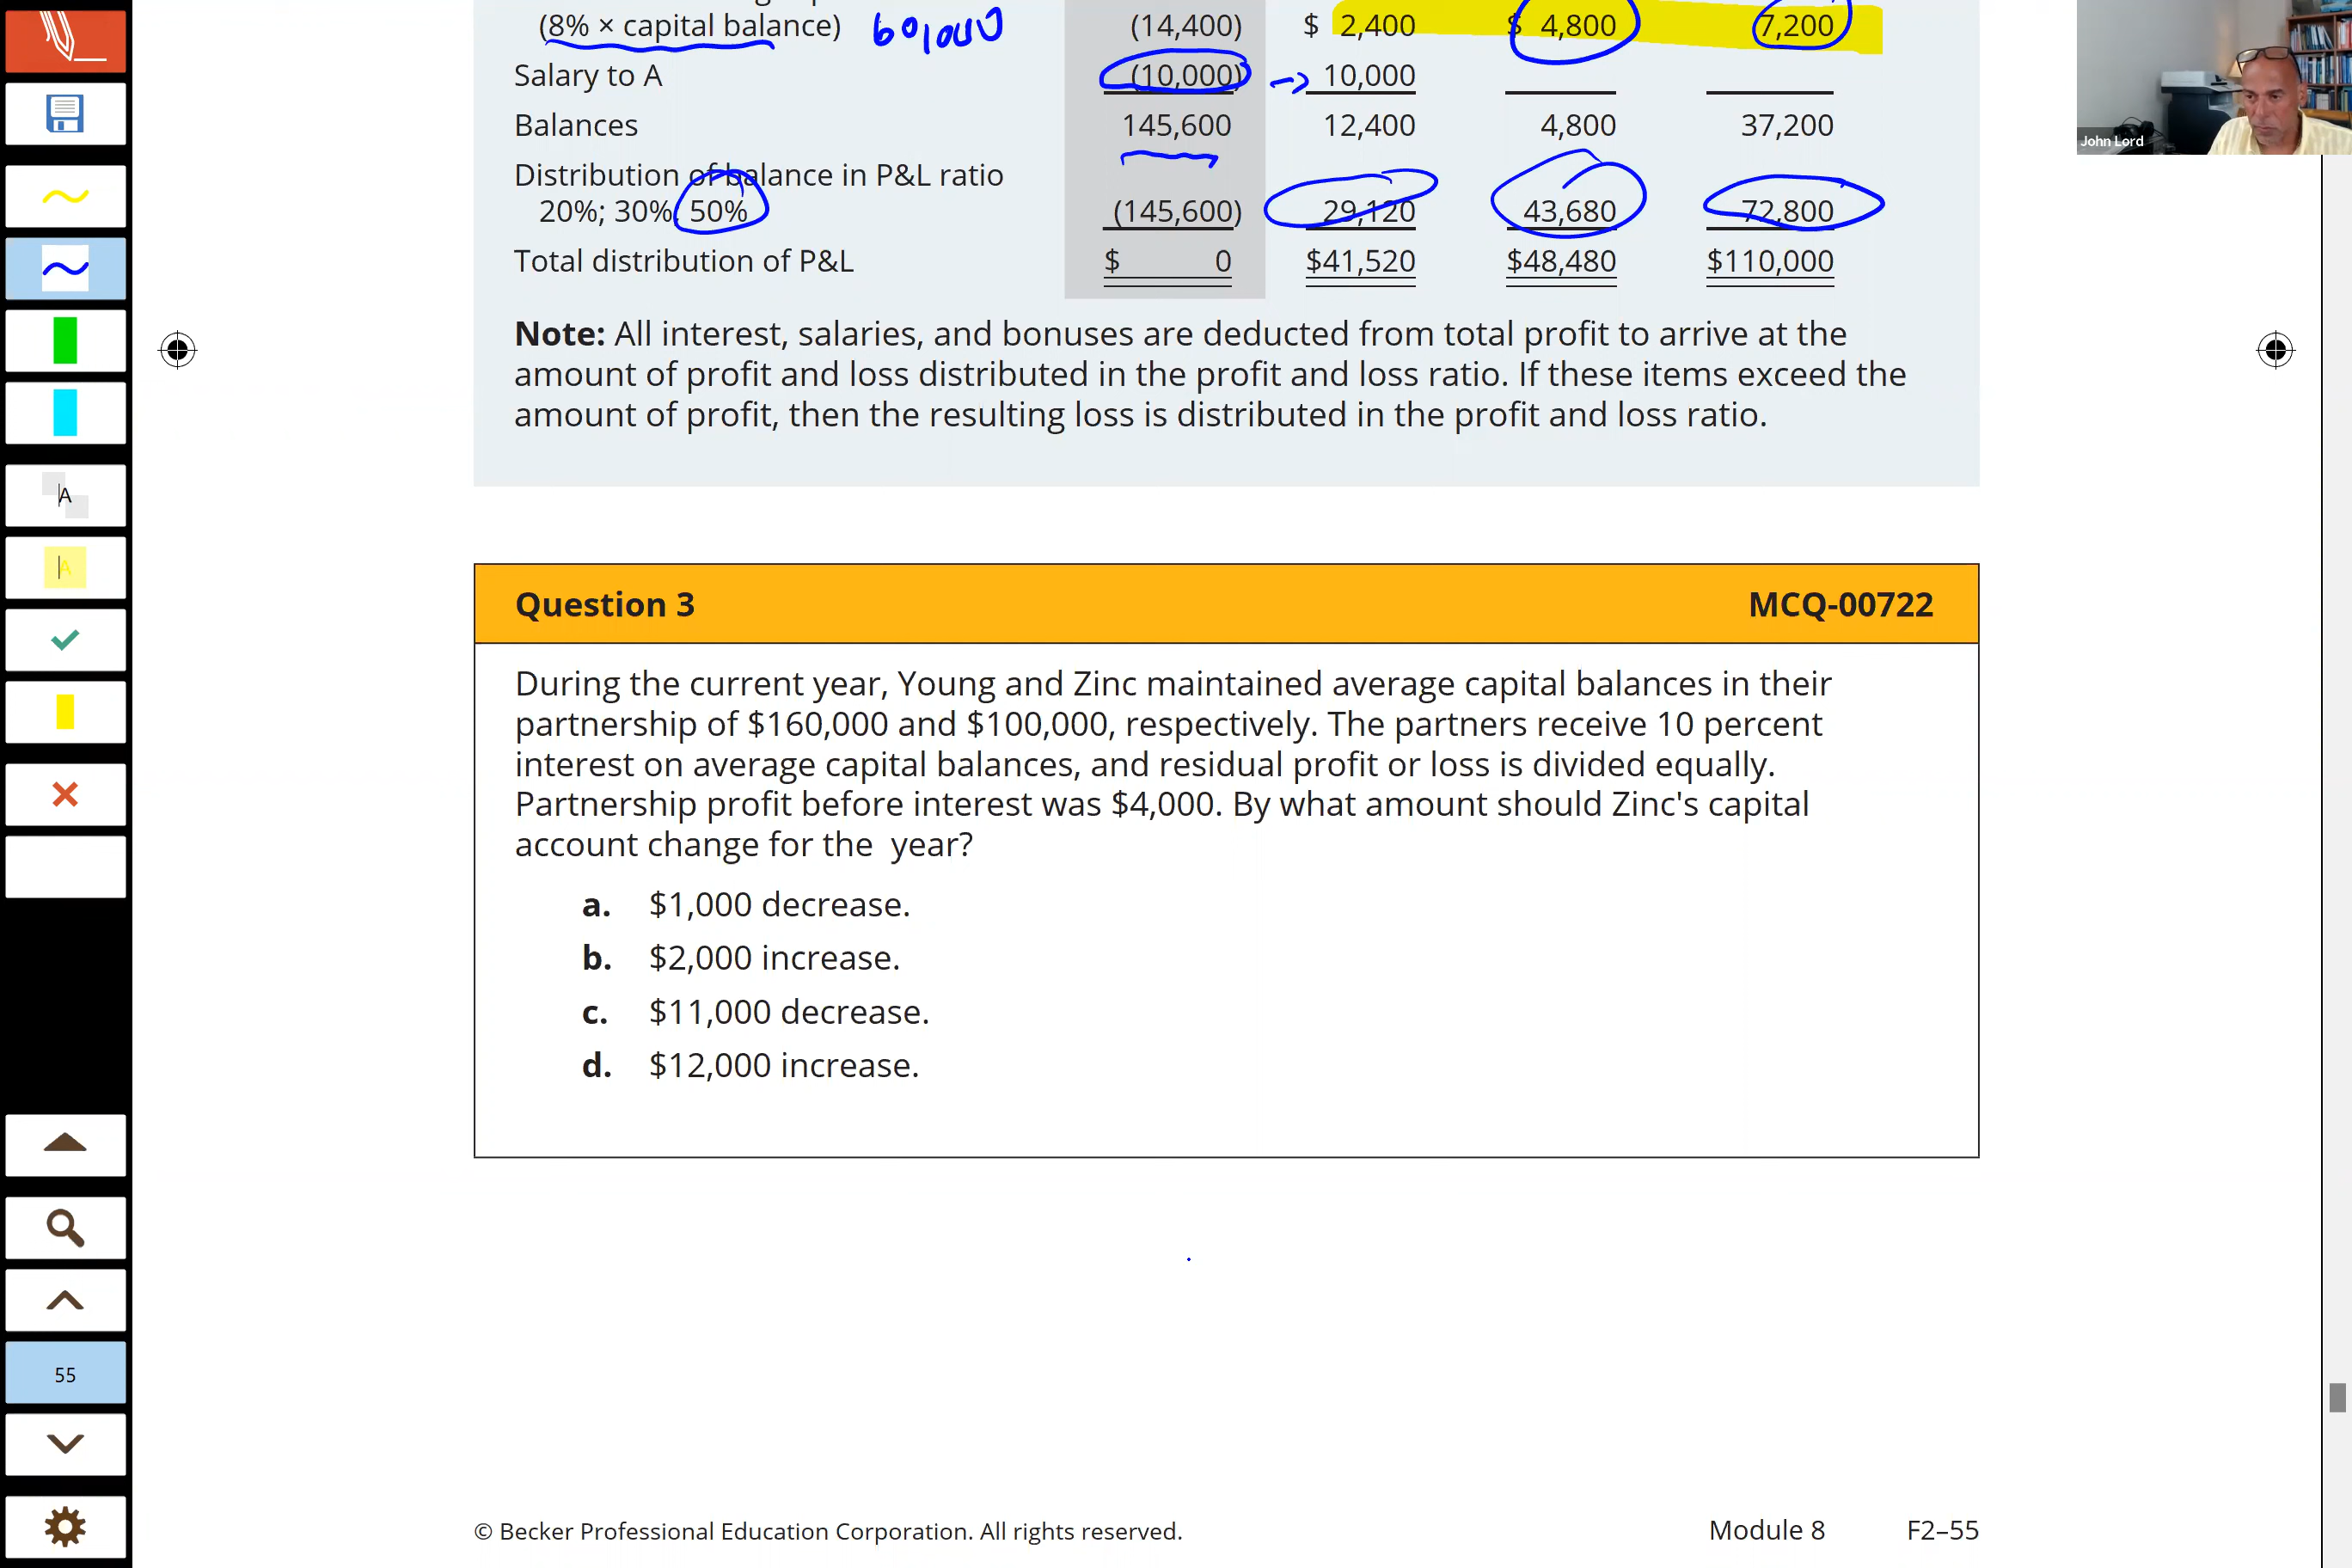 (8% × capital balance) 60,000 (14,400) $ 2,400 $ 4,800 7,200
Salary to A (10,000) 10,000
Balances 145,600 12,400 4,800 37,200
Distribution of balance in P&L ratio
20%; 30%; 50% (145,600) 29,120 43,680 72,800
Total distribution of P&L $ 0 $41,520 $48,480 $110,000
Note: All interest, salaries, and bonuses are deducted from total profit to arrive at the
amount of profit and loss distributed in the profit and loss ratio. If these items exceed the
amount of profit, then the resulting loss is distributed in the profit and loss ratio.
Question 3 MCQ-00722
During the current year, Young and Zinc maintained average capital balances in their
partnership of $160,000 and $100,000, respectively. The partners receive 10 percent
interest on average capital balances, and residual profit or loss is divided equally.
Partnership profit before interest was $4,000. By what amount should Zinc's capital
account change for the year?
a. $1,000 decrease.
b. $2,000 increase.
c. $11,000 decrease.
d. $12,000 increase.
© Becker Professional Education Corporation. All rights reserved. Module 8 F2–55
John Lord
A
A
55